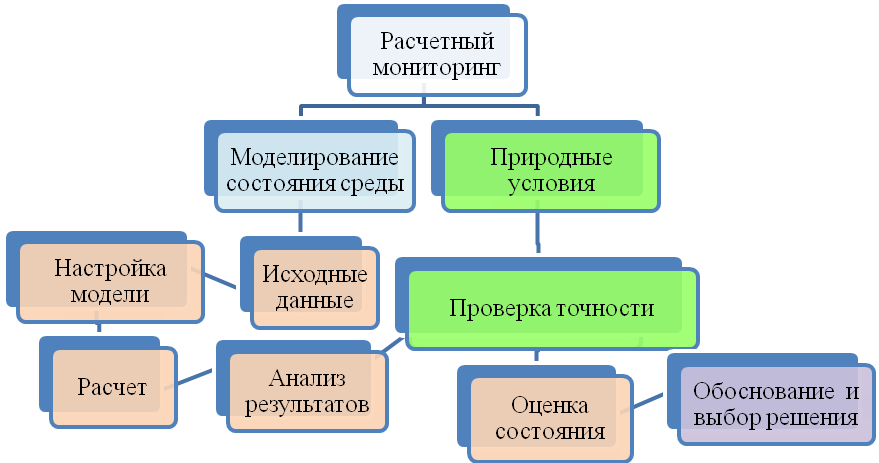 Расчетный
мониторинг
Моделирование
состояния среды
Природные
условия
Настройка
модели
Исходные
данные
Проверка точности
Расчет
Анализ
результатов
Оценка
состояния
Обоснование и
выбор решения